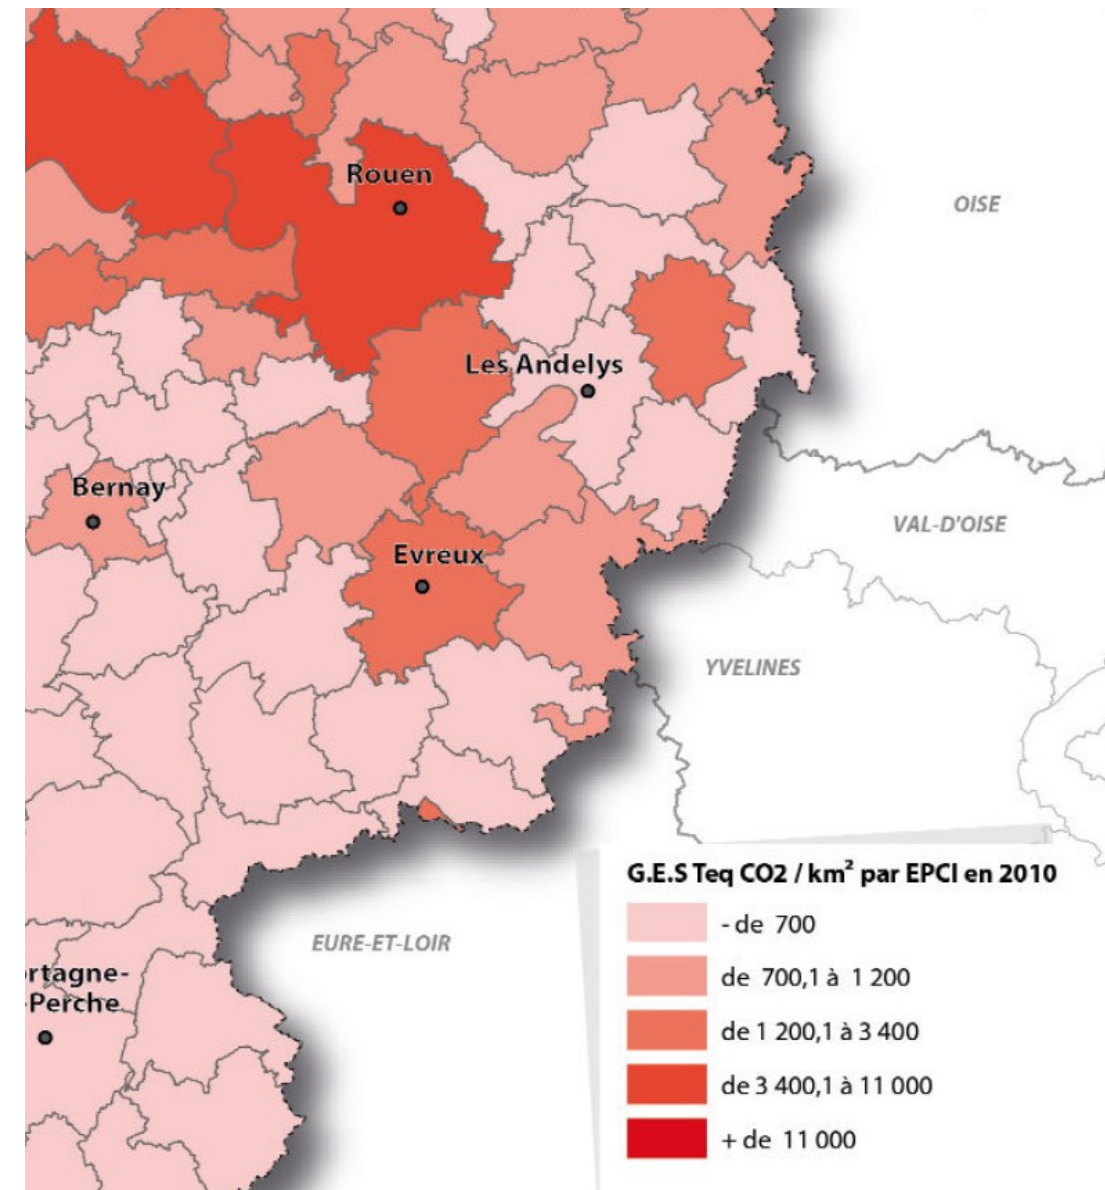 Rouen
OISE
Les Andelys
Bernay
VAL-D'OISE
Evreux
YVELINES
G.E.S Teq CO2 / km² par EPCI en 2010
- de 700
EURE-ET-LOIR
rtagne-
-Perche
de 700,1 à 1 200
de 1 200,1 à 3 400
de 3 400,1 à 11 000
+ de 11 000